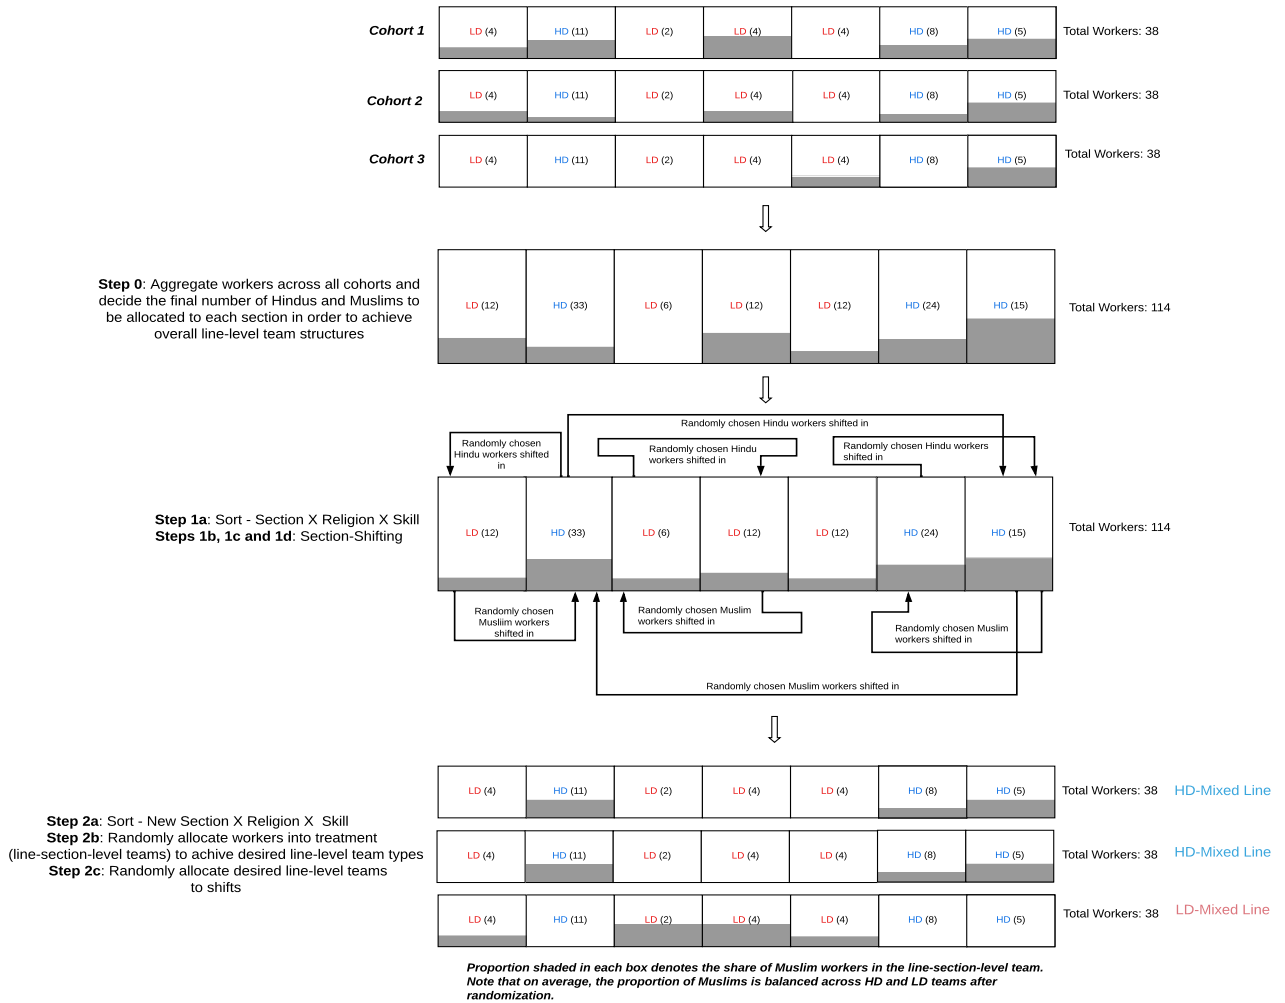 Cohort 1
LD (4) HD (11) LD (2) LD (4) LD (4) HD (8) HD (5)
Total Workers: 38
Cohort 2
LD (4) HD (11) LD (2) LD (4) LD (4) HD (8) HD (5)
Total Workers: 38
Cohort 3
LD (4) HD (11) LD (2) LD (4) LD (4) HD (8) HD (5)
Total Workers: 38
Step 0: Aggregate workers across all cohorts and
decide the final number of Hindus and Muslims to
be allocated to each section in order to achieve
overall line-level team structures
LD (12) HD (33) LD (6) LD (12) LD (12) HD (24) HD (15)
Total Workers: 114
Randomly chosen Hindu workers shifted in
Randomly chosen
Hindu workers shifted
in
Randomly chosen Hindu
workers shifted in
Randomly chosen Hindu workers
shifted in
Step 1a: Sort - Section X Religion X Skill
Steps 1b, 1c and 1d: Section-Shifting
LD (12) HD (33) LD (6) LD (12) LD (12) HD (24) HD (15)
Total Workers: 114
Randomly chosen
Musliim workers
shifted in
Randomly chosen Muslim
workers shifted in
Randomly chosen Muslim
workers shifted in
Randomly chosen Muslim workers shifted in
Step 2a: Sort - New Section X Religion X Skill
Step 2b: Randomly allocate workers into treatment
(line-section-level teams) to achive desired line-level team types
Step 2c: Randomly allocate desired line-level teams
to shifts
LD (4) HD (11) LD (2) LD (4) LD (4) HD (8) HD (5)
Total Workers: 38 HD-Mixed Line
LD (4) HD (11) LD (2) LD (4) LD (4) HD (8) HD (5)
Total Workers: 38 HD-Mixed Line
LD (4) HD (11) LD (2) LD (4) LD (4) HD (8) HD (5)
Total Workers: 38 LD-Mixed Line
Proportion shaded in each box denotes the share of Muslim workers in the line-section-level team.
Note that on average, the proportion of Muslims is balanced across HD and LD teams after
randomization.